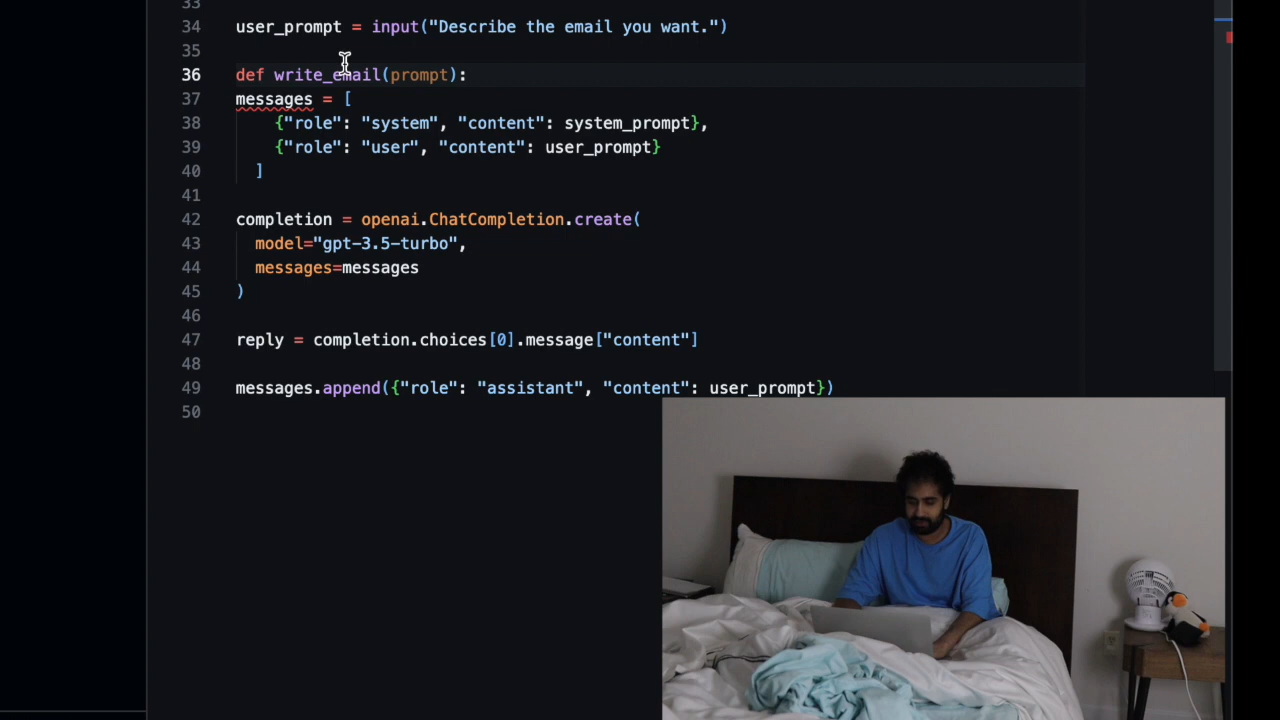 33
34 user_prompt = input("Describe the email you want.")
35
36 def write_email(prompt):
37 messages = [
38 {"role": "system", "content": system_prompt},
39 {"role": "user", "content": user_prompt}
40 ]
41
42 completion = openai.ChatCompletion.create(
43 model="gpt-3.5-turbo",
44 messages=messages
45 )
46
47 reply = completion.choices[0].message["content"]
48
49 messages.append({"role": "assistant", "content": user_prompt})
50